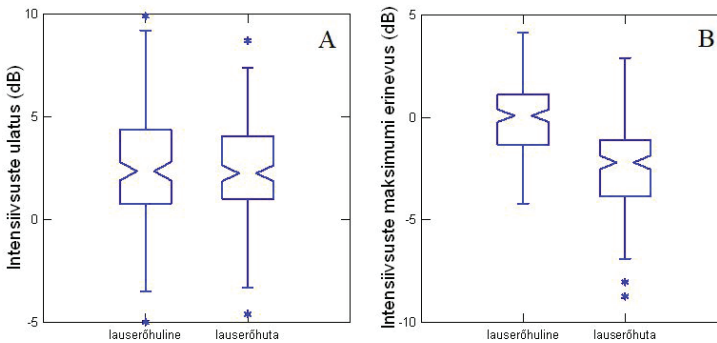 A
Intensiivsuste ulatus (dB)
10
5
0
-5
lauserõhuline lauserõhuta
B
Intensiivsuste maksimumi erinevus (dB)
5
0
-5
-10
lauserõhuline lauserõhuta